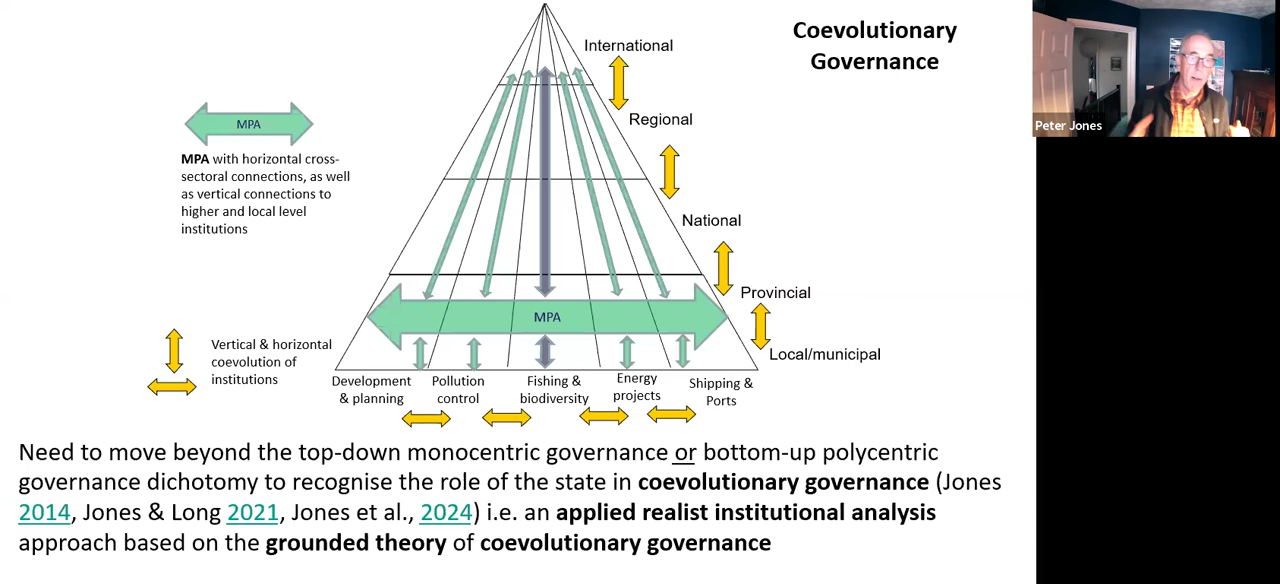 Coevolutionary
Governance
International
Regional
National
Provincial
Local/municipal
MPA
MPA with horizontal cross-
sectoral connections, as well
as vertical connections to
higher and local level
institutions
MPA
Vertical & horizontal
coevolution of
institutions
Development
& planning
Pollution
control
Fishing &
biodiversity
Energy
projects
Shipping &
Ports
Need to move beyond the top-down monocentric governance or bottom-up polycentric
governance dichotomy to recognise the role of the state in coevolutionary governance (Jones
2014, Jones & Long 2021, Jones et al., 2024) i.e. an applied realist institutional analysis
approach based on the grounded theory of coevolutionary governance
Peter Jones